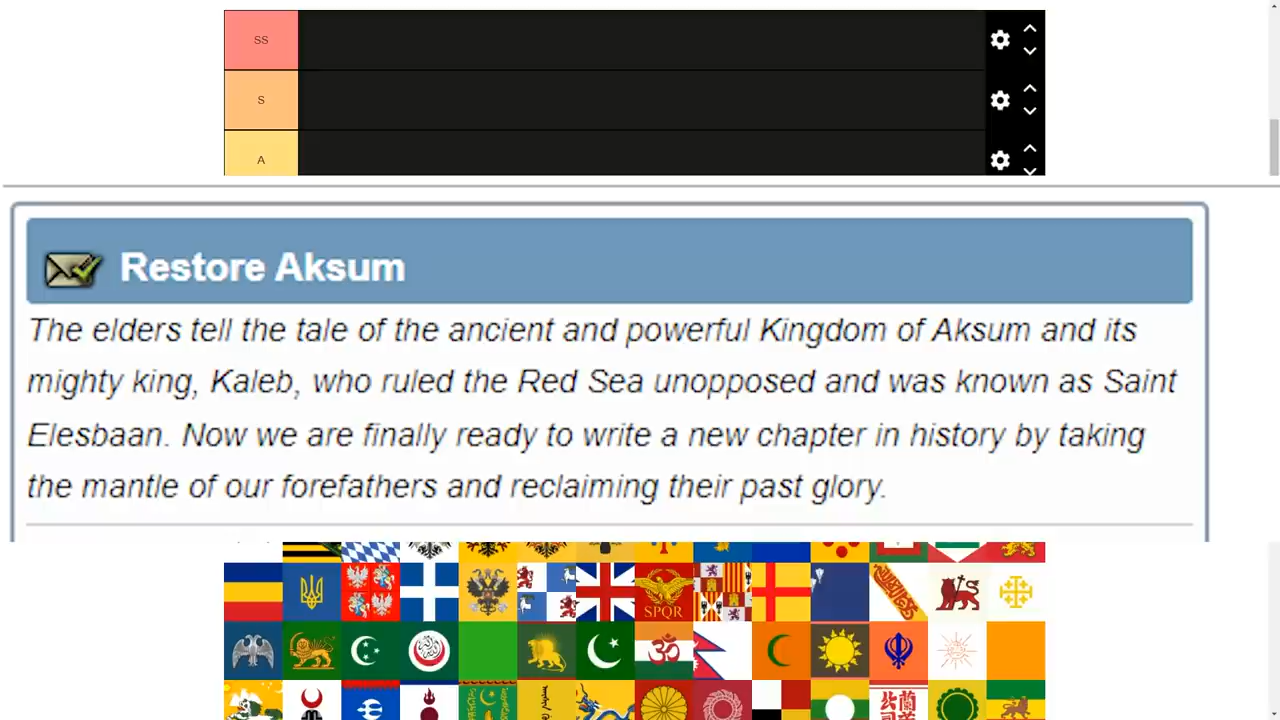 SS
S
A
Restore Aksum
The elders tell the tale of the ancient and powerful Kingdom of Aksum and its
mighty king, Kaleb, who ruled the Red Sea unopposed and was known as Saint
Elesbaan. Now we are finally ready to write a new chapter in history by taking
the mantle of our forefathers and reclaiming their past glory.
SPQR